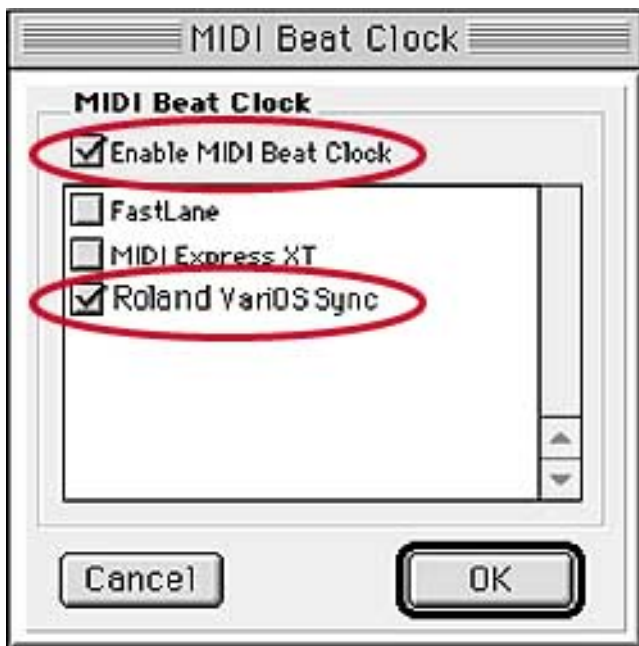 MIDI Beat Clock
MIDI Beat Clock
Enable MIDI Beat Clock
FastLane
MIDI Express XT
Roland VariOS Sync
Cancel
OK